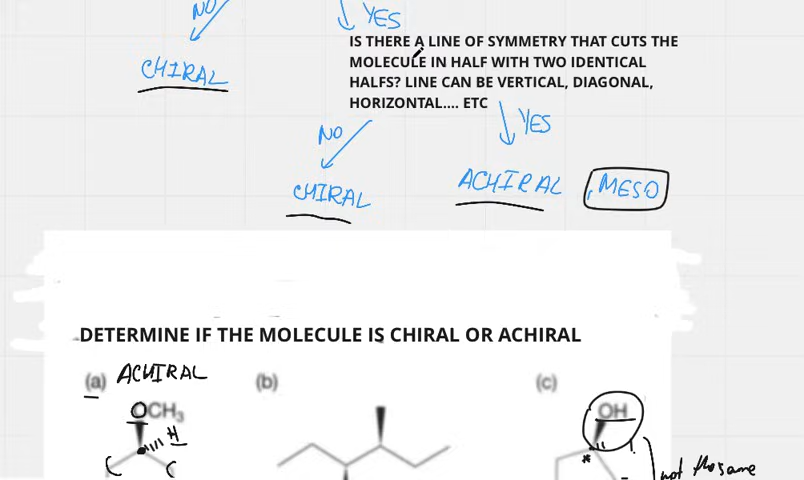 NO
YES
IS THERE A LINE OF SYMMETRY THAT CUTS THE
MOLECULE IN HALF WITH TWO IDENTICAL
HALFS? LINE CAN BE VERTICAL, DIAGONAL,
HORIZONTAL.... ETC
CHIRAL
NO
YES
CHIRAL
ACHIRAL, MESO
DETERMINE IF THE MOLECULE IS CHIRAL OR ACHIRAL
(a) ACHIRAL
(b)
(c)
OCH3
H
OH
*
not the same